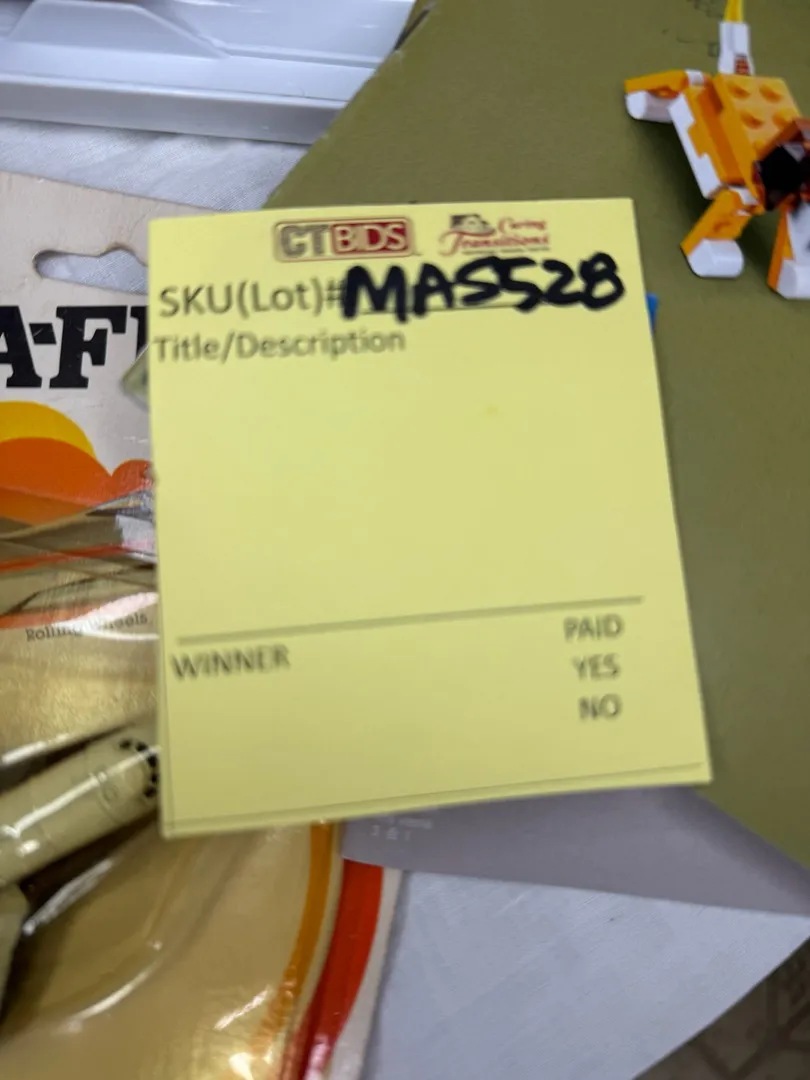 CTBIDS
Caring
Transitions
SKU(Lot)#MAS528
Title/Description
A-F
Rolling Wheels
WINNER
PAID
YES
NO